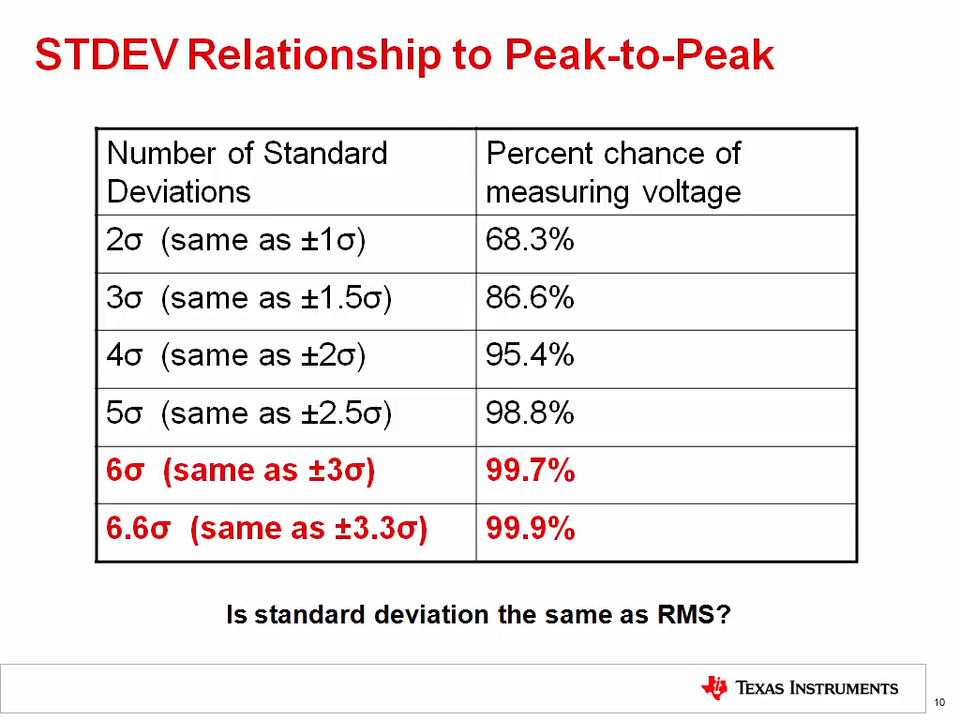 STDEV Relationship to Peak-to-Peak
Number of Standard
Deviations
Percent chance of
measuring voltage
2σ (same as ±1σ)
68.3%
3σ (same as ±1.5σ)
86.6%
4σ (same as ±2σ)
95.4%
5σ (same as ±2.5σ)
98.8%
6σ (same as ±3σ)
99.7%
6.6σ (same as ±3.3σ)
99.9%
Is standard deviation the same as RMS?
TEXAS INSTRUMENTS
10